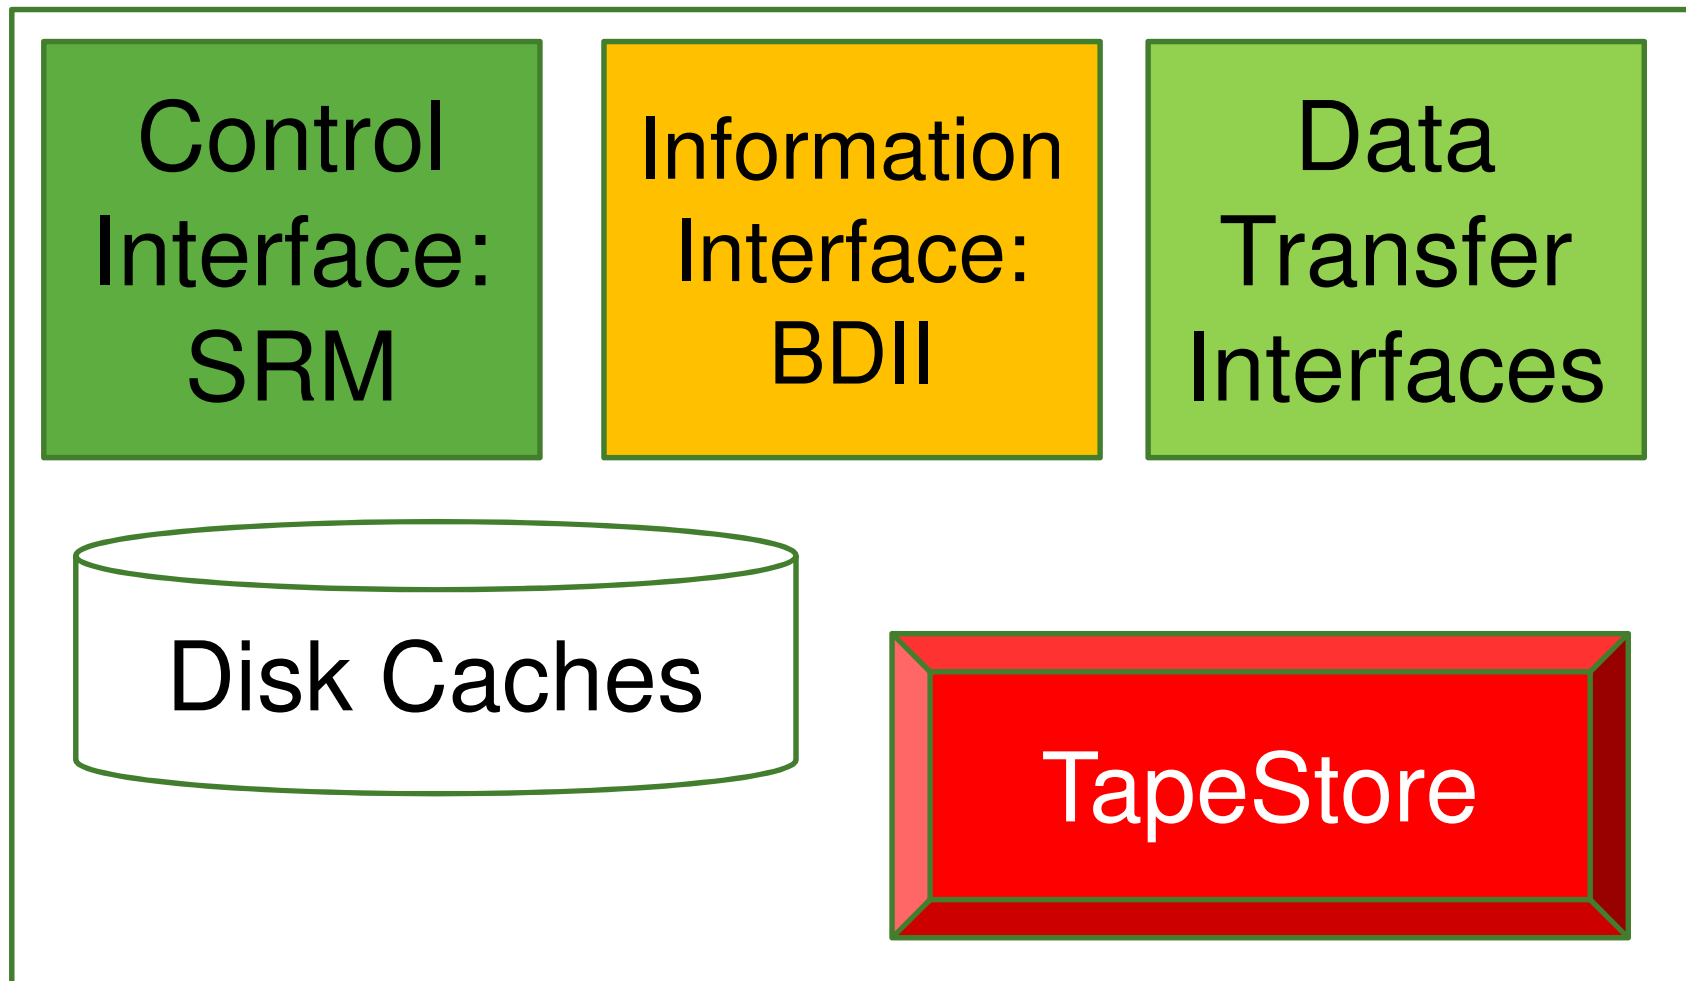 Control
Interface:
SRM
Information
Interface:
BDII
Data
Transfer
Interfaces
Disk Caches
TapeStore